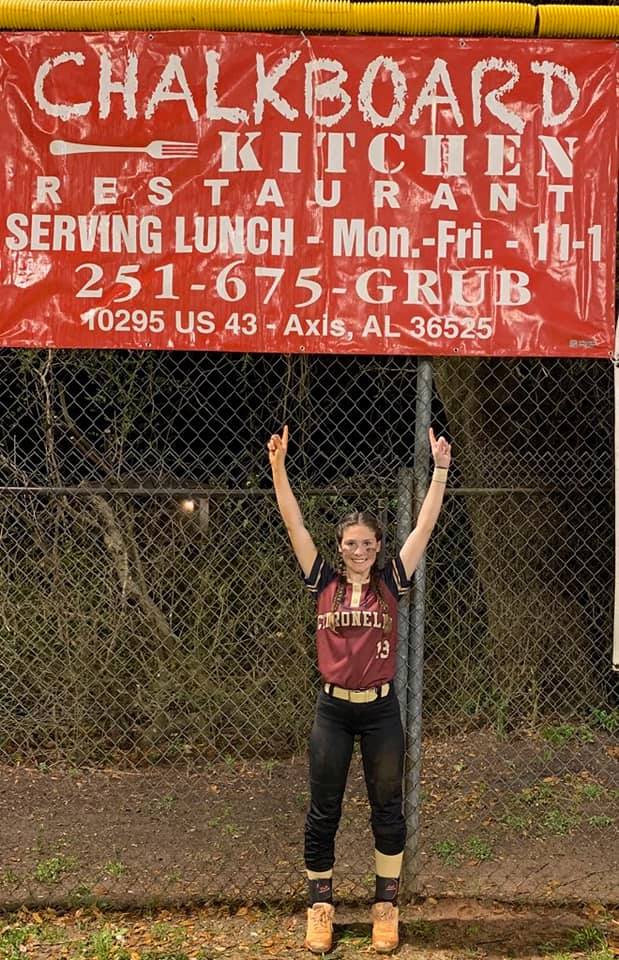 CHALKBOARD
KITCHEN
RESTAURANT
SERVING LUNCH - Mon.-Fri. - 11-1
251-675-GRUB
10295 US 43 - Axis, AL 36525
13